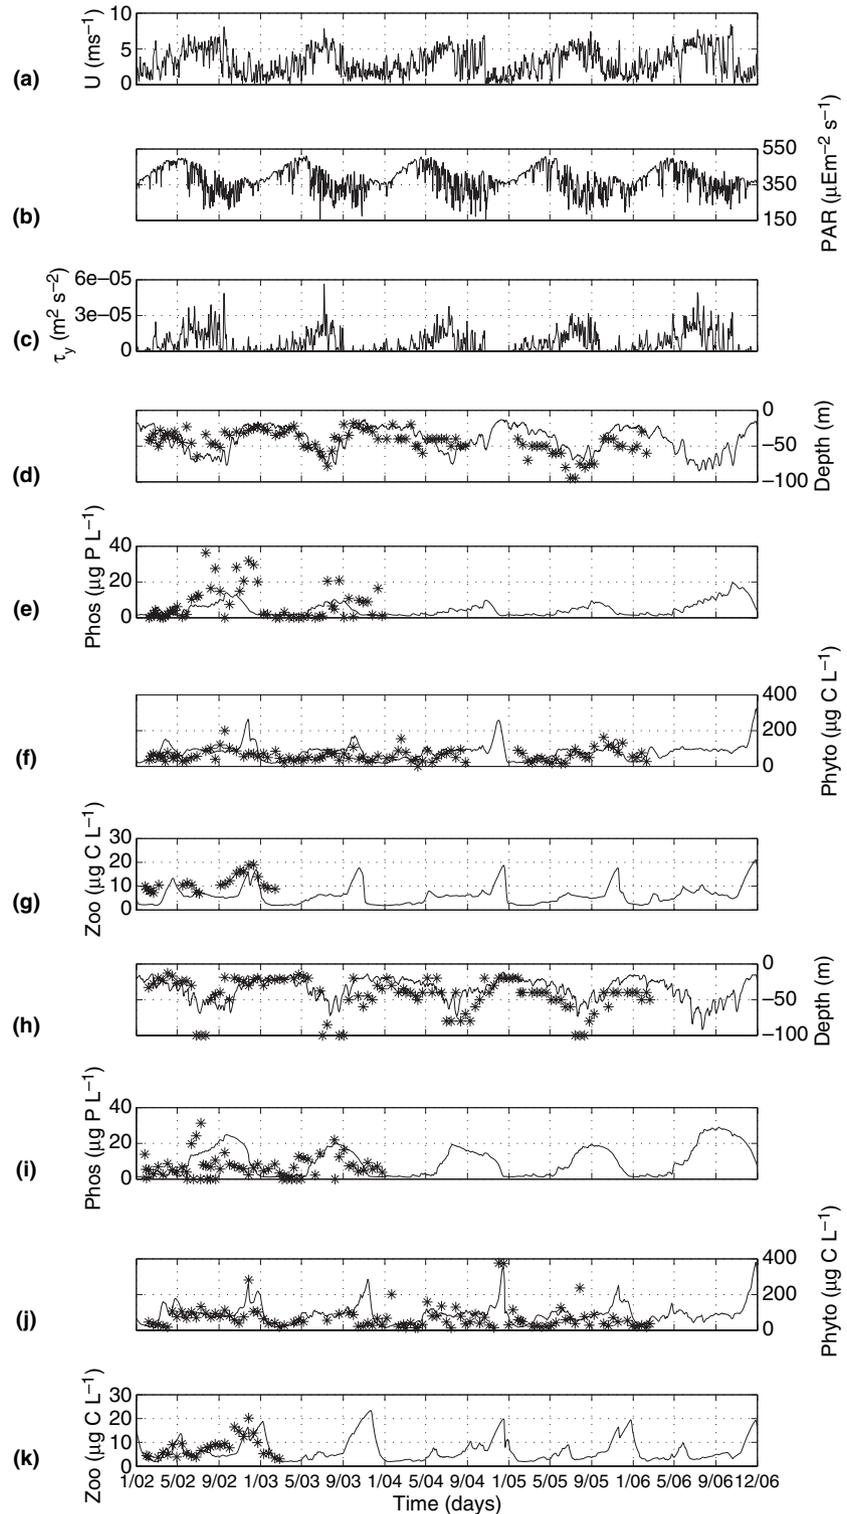 10
5
0
U (ms−1)
(a)
550
350
150
PAR (μEm−2 s−1)
(b)
6e−05
3e−05
0
τy (m2 s−2)
(c)
0
−50
−100
Depth (m)
(d)
40
20
0
Phos (μg P L−1)
(e)
400
200
0
Phyto (μg C L−1)
(f)
30
20
10
0
Zoo (μg C L−1)
(g)
0
−50
−100
Depth (m)
(h)
40
20
0
Phos (μg P L−1)
(i)
400
200
0
Phyto (μg C L−1)
(j)
30
20
10
0
Zoo (μg C L−1)
(k)
1/02 5/02 9/02 1/03 5/03 9/03 1/04 5/04 9/04 1/05 5/05 9/05 1/06 5/06 9/06 12/06
Time (days)